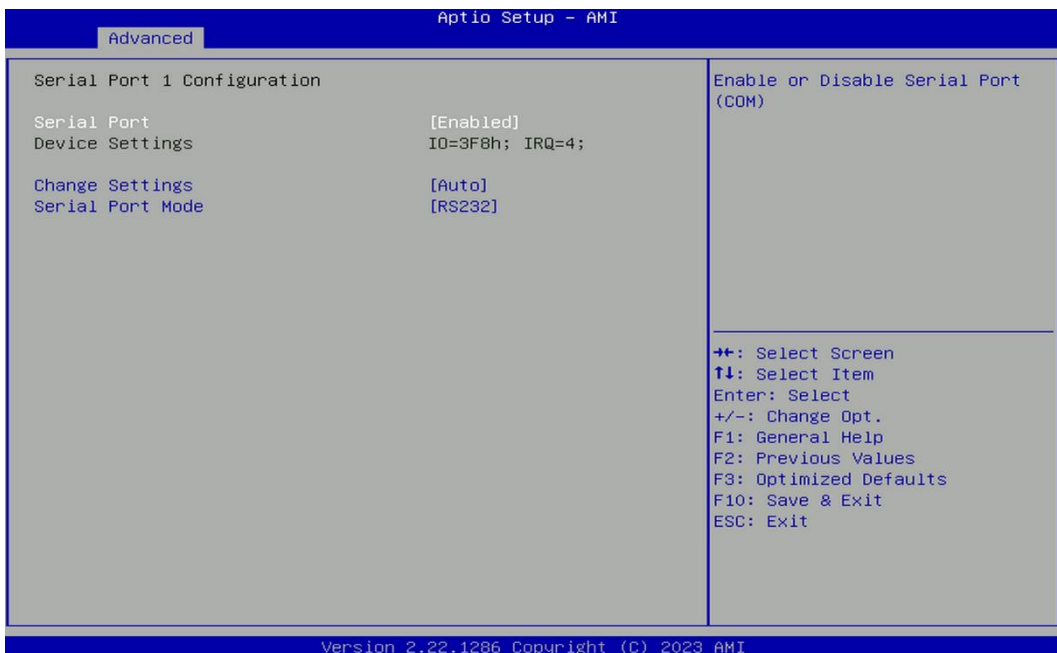 Aptio Setup – AMI
Advanced
Serial Port 1 Configuration
Serial Port [Enabled]
Device Settings IO=3F8h; IRQ=4;
Change Settings [Auto]
Serial Port Mode [RS232]
Enable or Disable Serial Port
(COM)
→←: Select Screen
↑↓: Select Item
Enter: Select
+/-: Change Opt.
F1: General Help
F2: Previous Values
F3: Optimized Defaults
F10: Save & Exit
ESC: Exit
Version 2.22.1286 Copyright (C) 2023 AMI